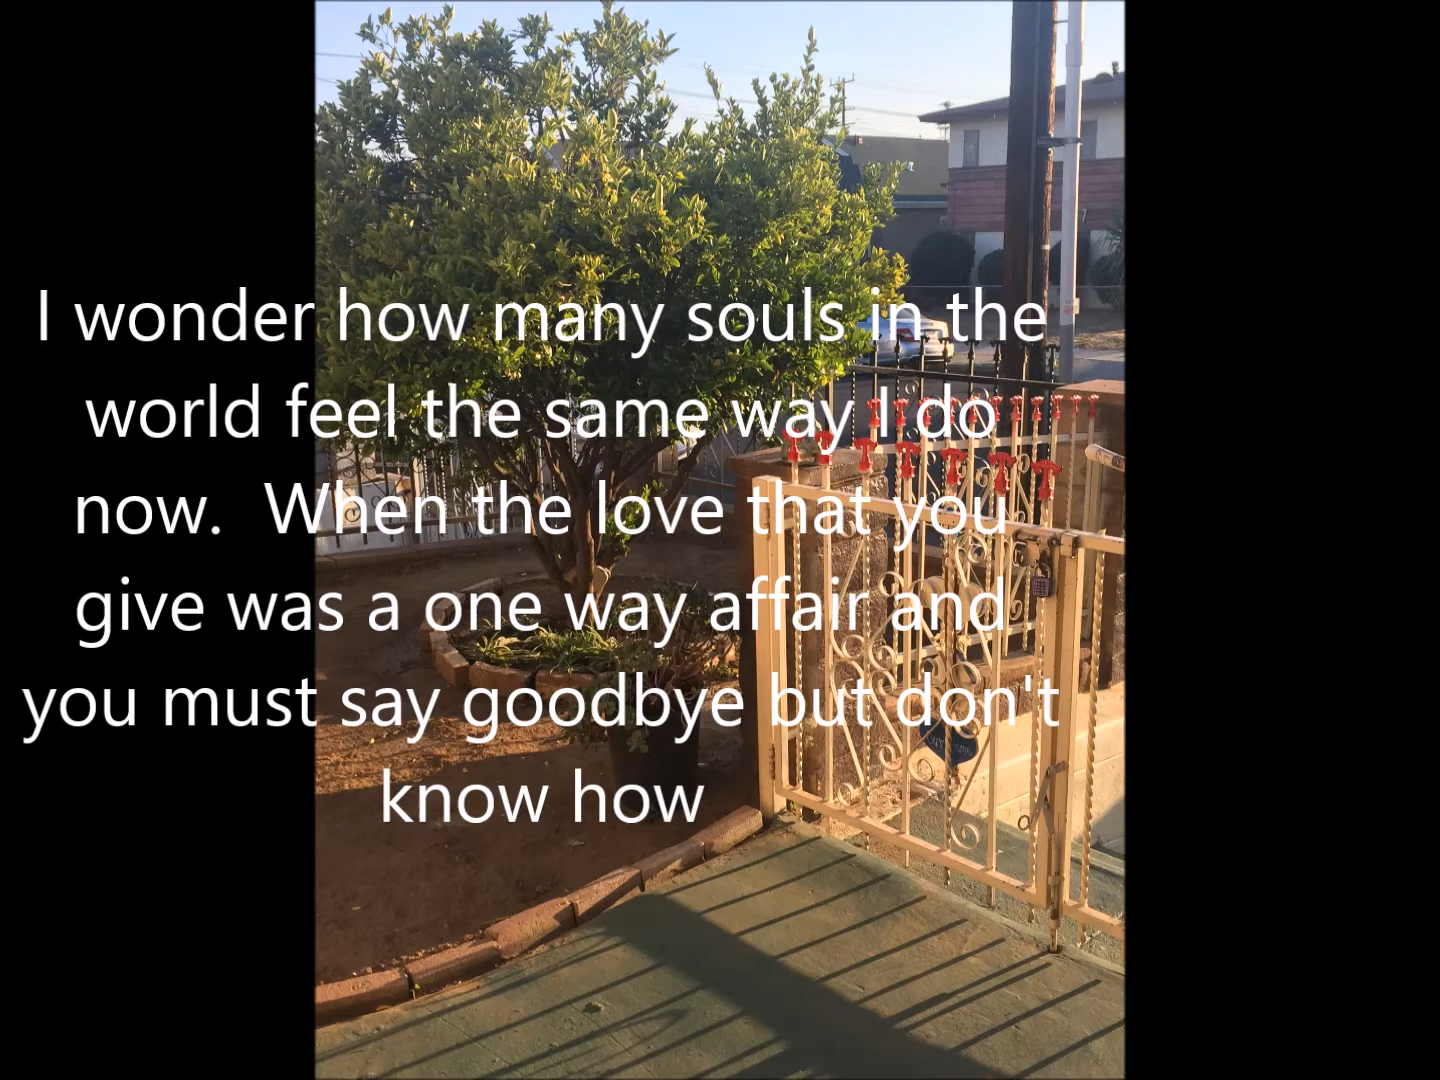 I wonder how many souls in the
world feel the same way I do
now.  When the love that you
give was a one way affair and
you must say goodbye but don't
know how